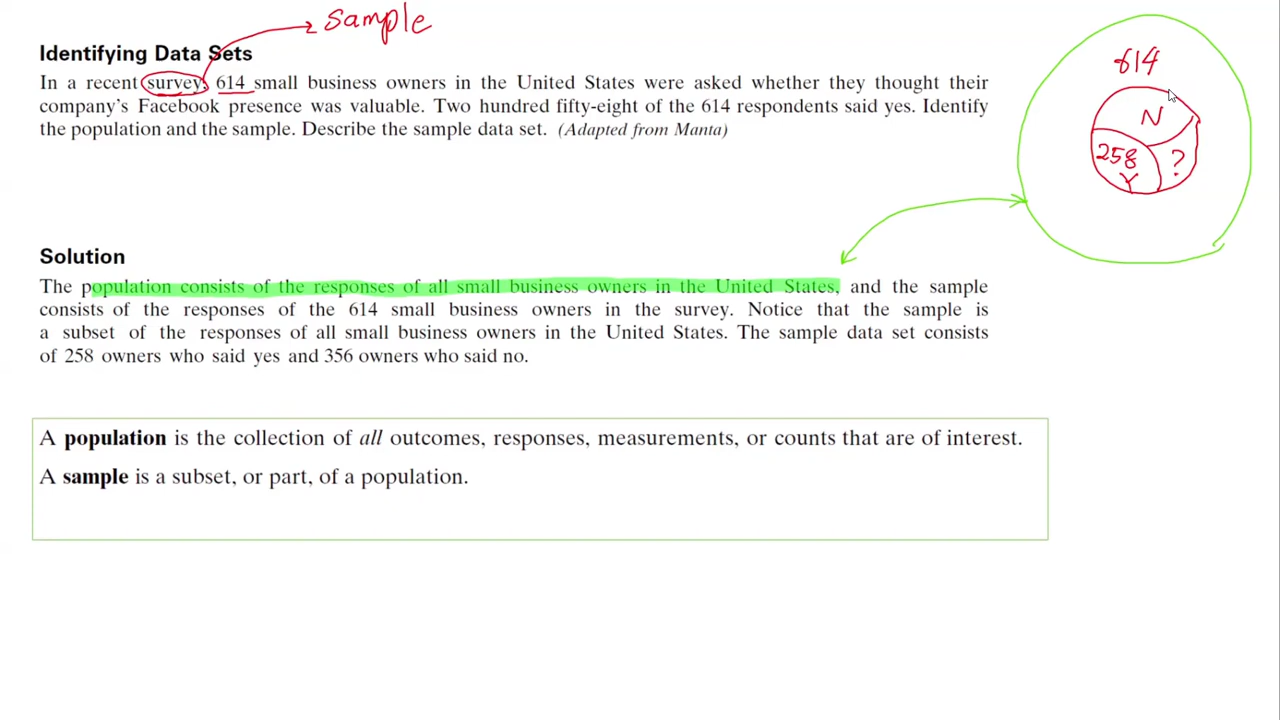 sample
Identifying Data Sets
In a recent survey, 614 small business owners in the United States were asked whether they thought their
company's Facebook presence was valuable. Two hundred fifty-eight of the 614 respondents said yes. Identify
the population and the sample. Describe the sample data set. (Adapted from Manta)
614
N
258
?
Y
Solution
The population consists of the responses of all small business owners in the United States, and the sample
consists of the responses of the 614 small business owners in the survey. Notice that the sample is
a subset of the responses of all small business owners in the United States. The sample data set consists
of 258 owners who said yes and 356 owners who said no.
A population is the collection of all outcomes, responses, measurements, or counts that are of interest.
A sample is a subset, or part, of a population.